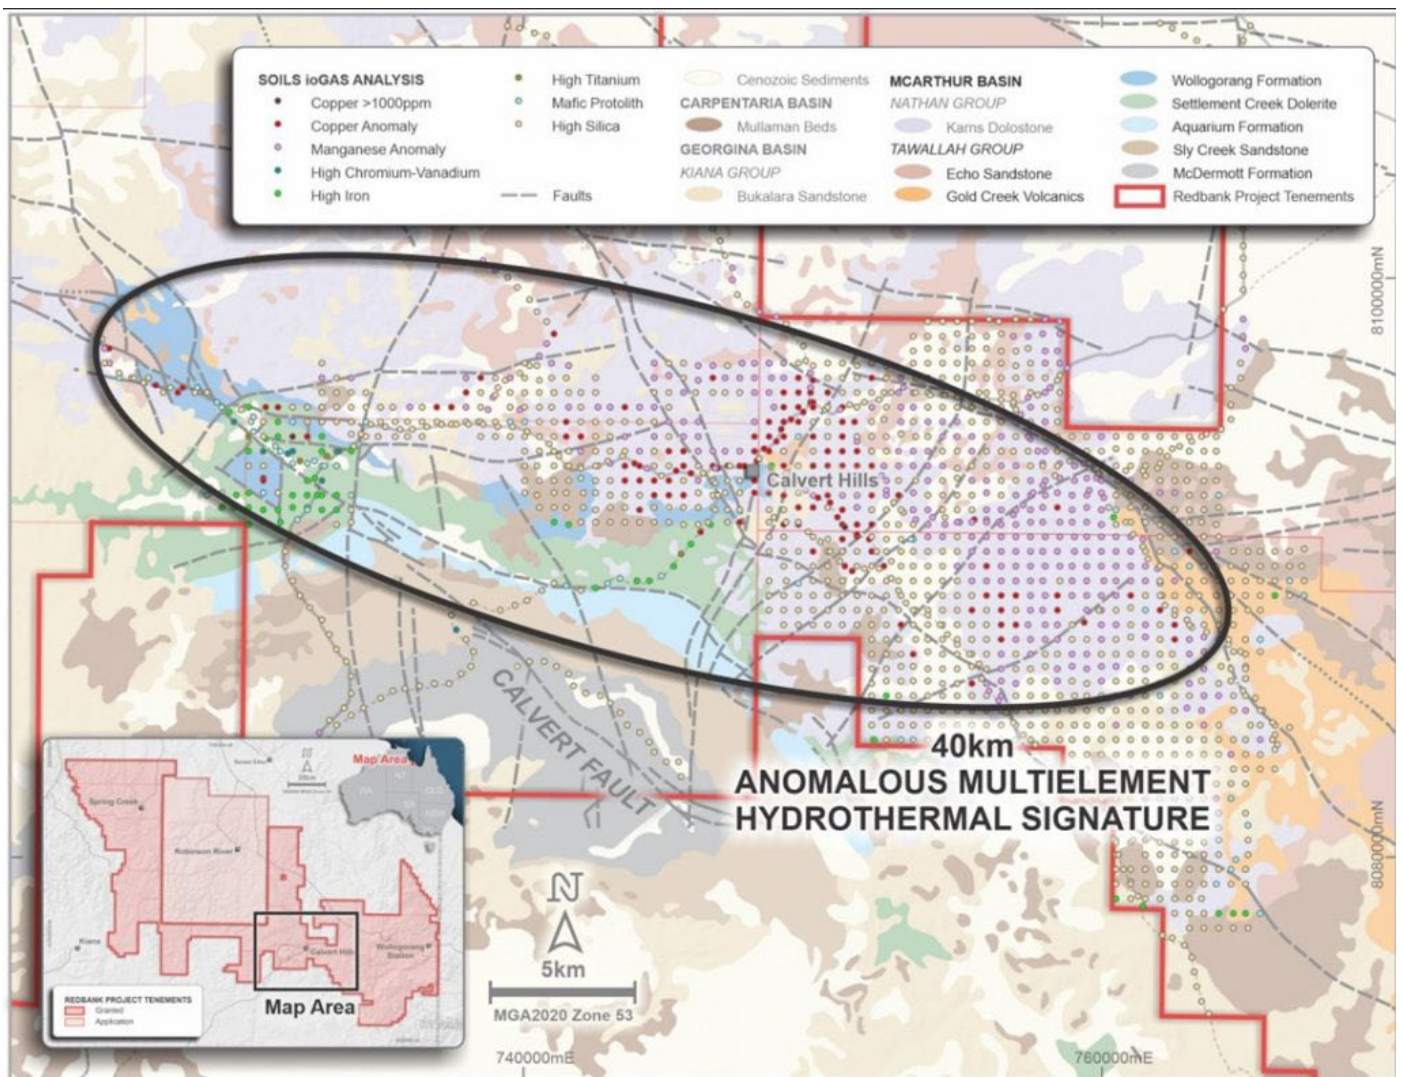 SOILS ioGAS ANALYSIS
Copper >1000ppm
Copper Anomaly
Manganese Anomaly
High Chromium-Vanadium
High Iron
High Titanium
Mafic Protolith
High Silica
Faults
Cenozoic Sediments
CARPENTARIA BASIN
Mullaman Beds
GEORGINA BASIN
KIANA GROUP
Bukalara Sandstone
MCARTHUR BASIN
NATHAN GROUP
Karns Dolostone
TAWALLAH GROUP
Echo Sandstone
Gold Creek Volcanics
Wollogorang Formation
Settlement Creek Dolerite
Aquarium Formation
Sly Creek Sandstone
McDermott Formation
Redbank Project Tenements
8100000mN
Calvert Hills
CALVERT FAULT
40km
ANOMALOUS MULTIELEMENT
HYDROTHERMAL SIGNATURE
8080000mN
N
5km
MGA2020 Zone 53
740000mE
760000mE
Map Area
N
WA
NT
SA
QLD
Spring Creek
Robinson River
Kiana
Calvert Hills
Wollogorang
Station
Map Area
REDBANK PROJECT TENEMENTS
Granted
Application